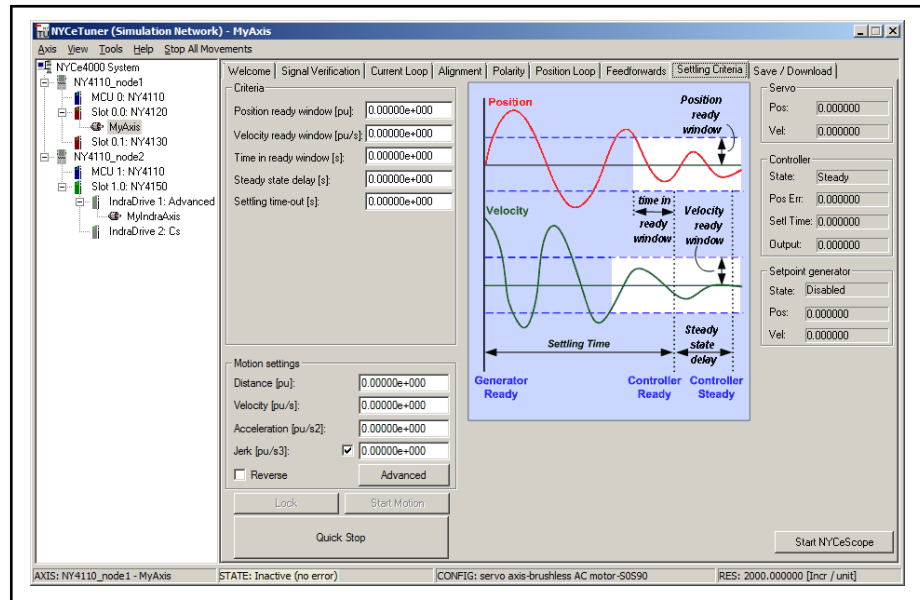 NYCeTuner (Simulation Network) - MyAxis
Axis View Tools Help Stop All Movements
NYCe4000 System
NY4110_node1
MCU 0: NY4110
Slot 0.0: NY4120
MyAxis
Slot 0.1: NY4130
NY4110_node2
MCU 1: NY4110
Slot 1.0: NY4150
IndraDrive 1: Advanced
MyIndraAxis
IndraDrive 2: Cs
Welcome Signal Verification Current Loop Alignment Polarity Position Loop Feedforwards Settling Criteria Save / Download
Criteria
Position ready window [pu]: 0.00000e+000
Velocity ready window [pu/s]: 0.00000e+000
Time in ready window [s]: 0.00000e+000
Steady state delay [s]: 0.00000e+000
Settling time-out [s]: 0.00000e+000
Motion settings
Distance [pu]: 0.00000e+000
Velocity [pu/s]: 0.00000e+000
Acceleration [pu/s2]: 0.00000e+000
Jerk [pu/s3]: 0.00000e+000
Reverse Advanced
Lock Start Motion
Quick Stop
Position
Position
ready
window
Velocity
time in
ready
window
Velocity
ready
window
Settling Time
Steady
state
delay
Generator
Ready
Controller
Ready
Controller
Steady
Servo
Pos: 0.000000
Vel: 0.000000
Controller
State: Steady
Pos Err: 0.000000
Setl Time: 0.000000
Output: 0.000000
Setpoint generator
State: Disabled
Pos: 0.000000
Vel: 0.000000
Start NYCeScope
AXIS: NY4110_node1 - MyAxis STATE: Inactive (no error) CONFIG: servo axis-brushless AC motor-S0S90 RES: 2000.000000 [Incr / unit]